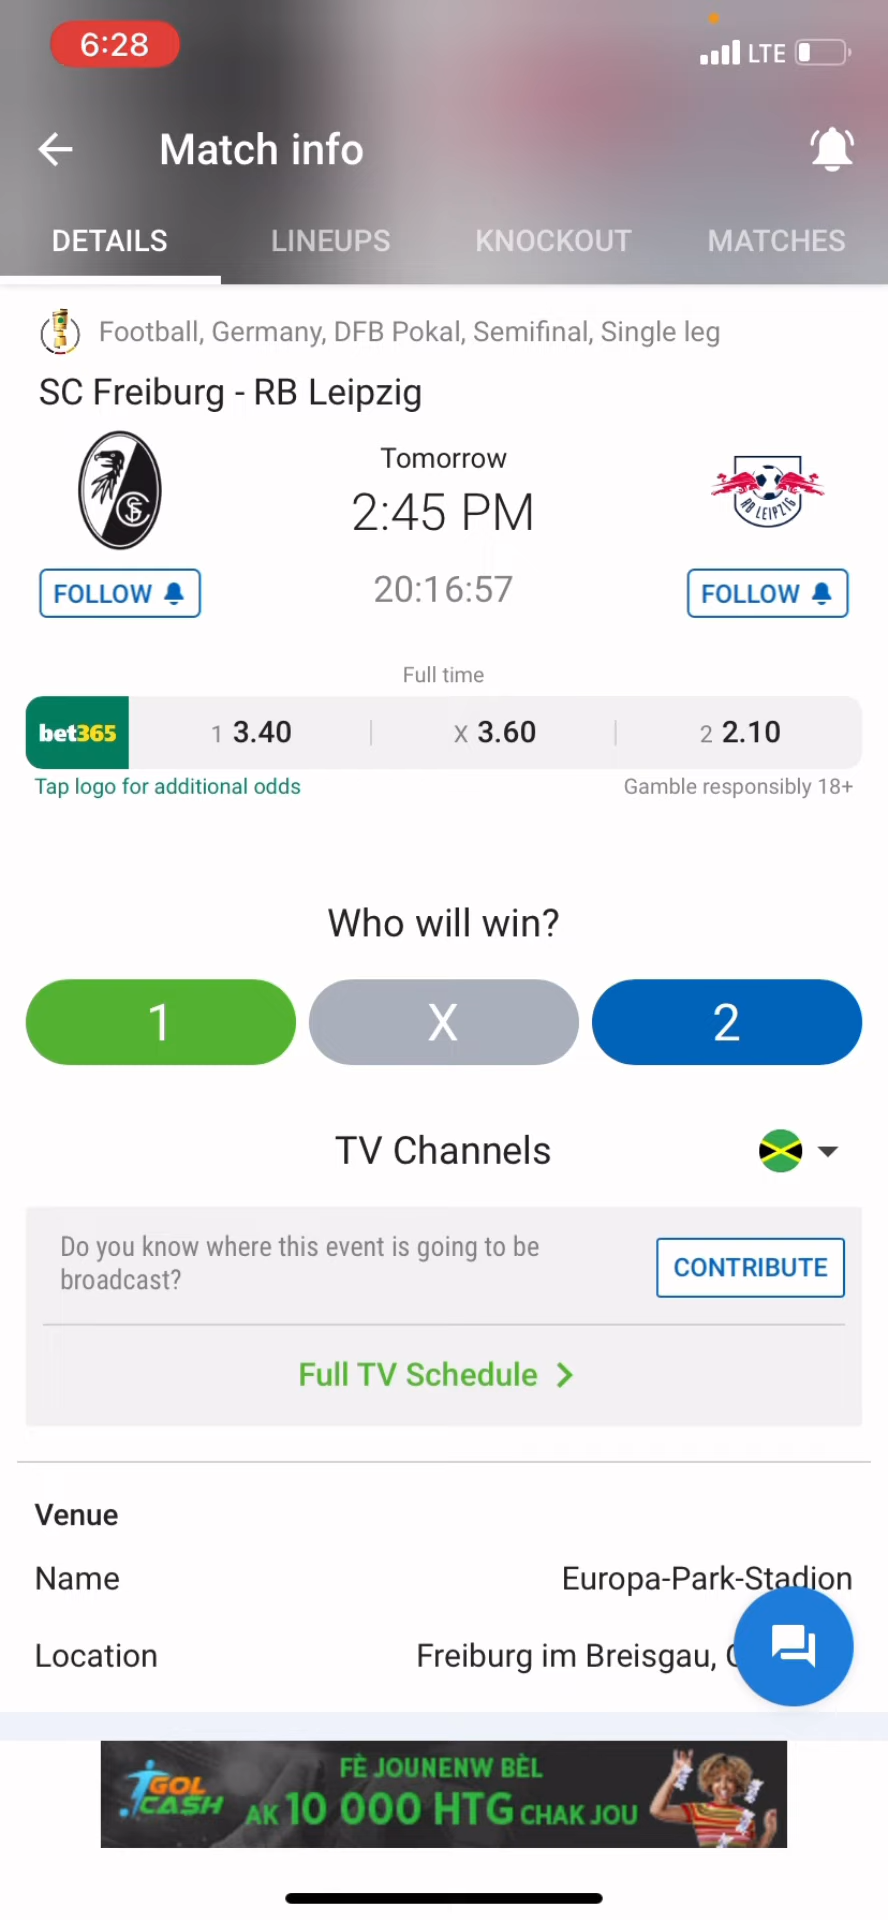 6:28
LTE
Match info
DETAILS LINEUPS KNOCKOUT MATCHES
Football, Germany, DFB Pokal, Semifinal, Single leg
SC Freiburg - RB Leipzig
Tomorrow
2:45 PM
RB LEIPZIG
FOLLOW 20:16:57 FOLLOW
Full time
bet365 1 3.40 X 3.60 2 2.10
Tap logo for additional odds Gamble responsibly 18+
Who will win?
1 X 2
TV Channels
Do you know where this event is going to be
broadcast?
CONTRIBUTE
Full TV Schedule
Venue
Name Europa-Park-Stadion
Location Freiburg im Breisgau,
GOL
CASH
FÈ JOUNENW BÈL
AK 10 000 HTG CHAK JOU